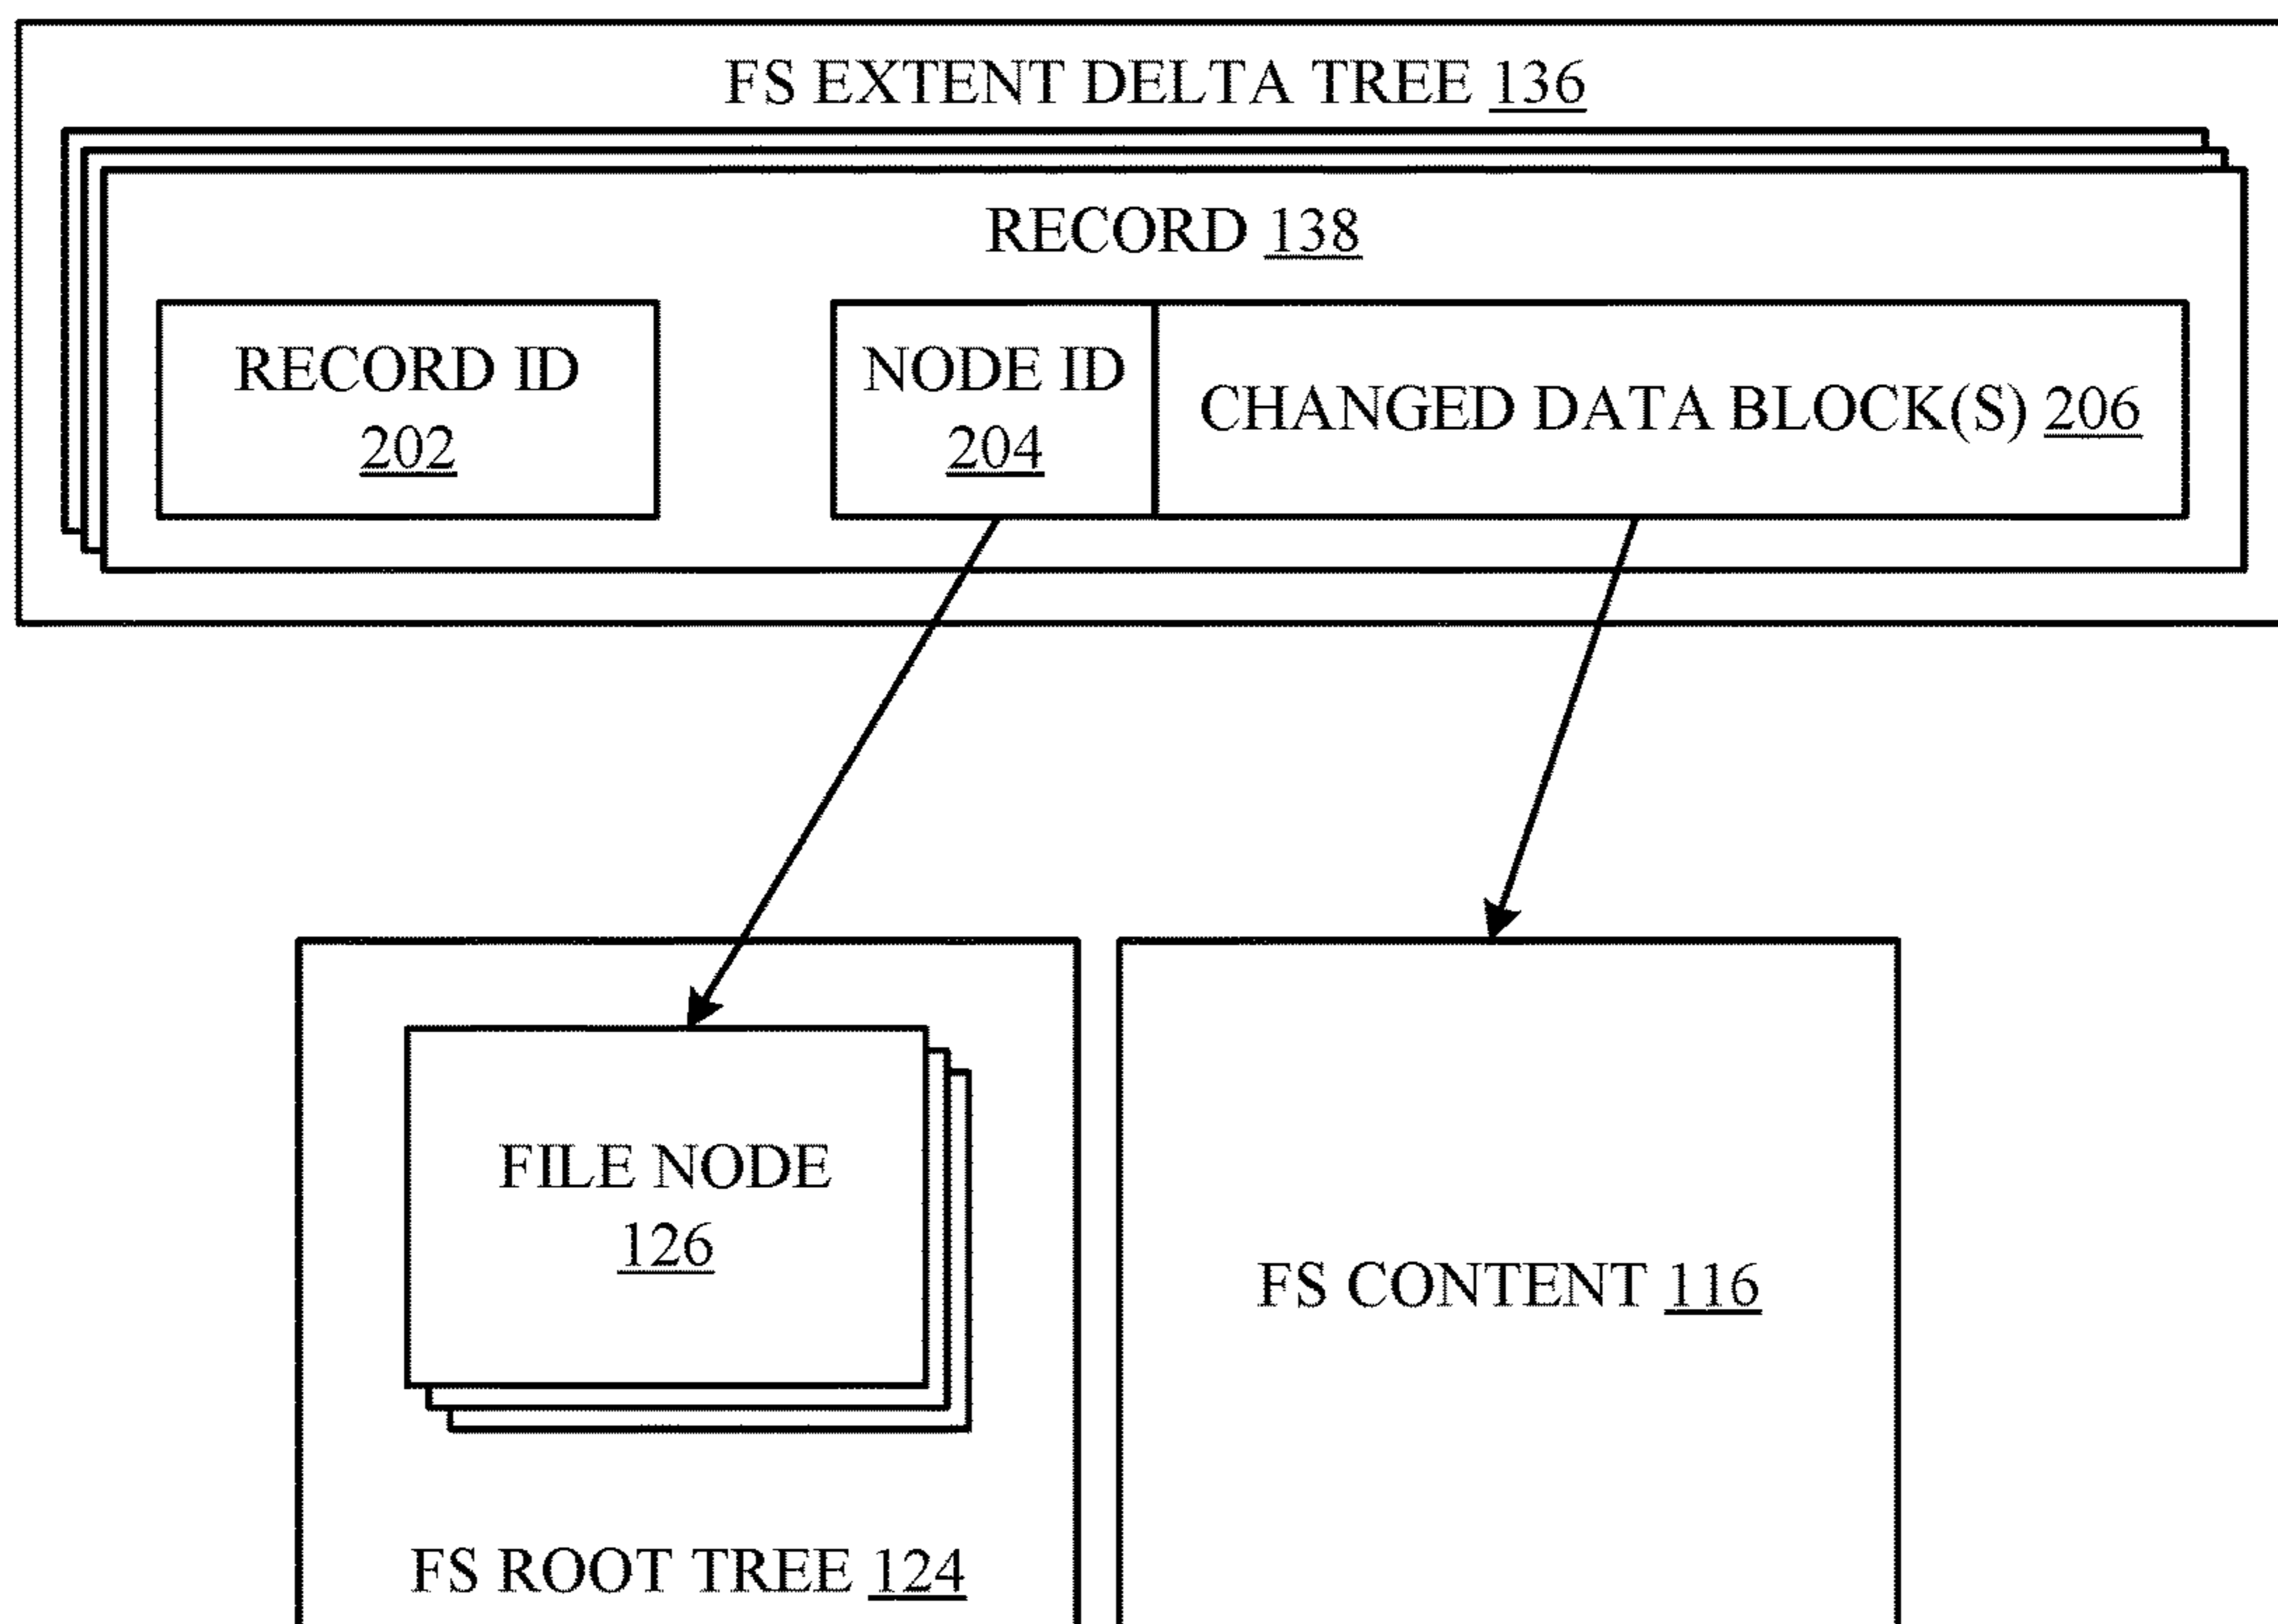 FS EXTENT DELTA TREE 136
RECORD 138
RECORD ID
202
NODE ID
204
CHANGED DATA BLOCK(S) 206
FILE NODE
126
FS CONTENT 116
FS ROOT TREE 124